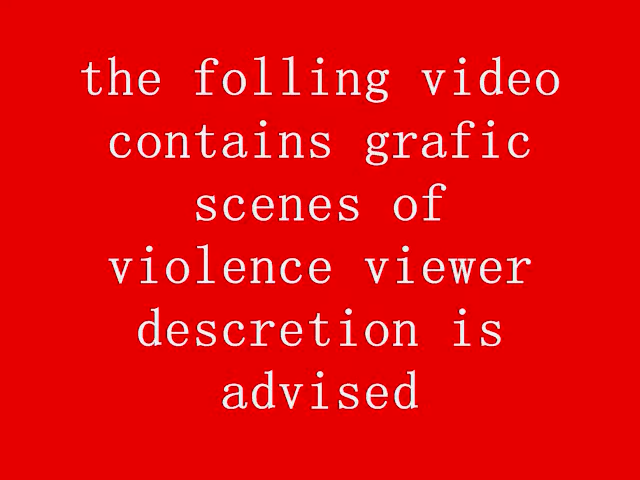 the folling video
contains grafic
scenes of
violence viewer
descretion is
advised